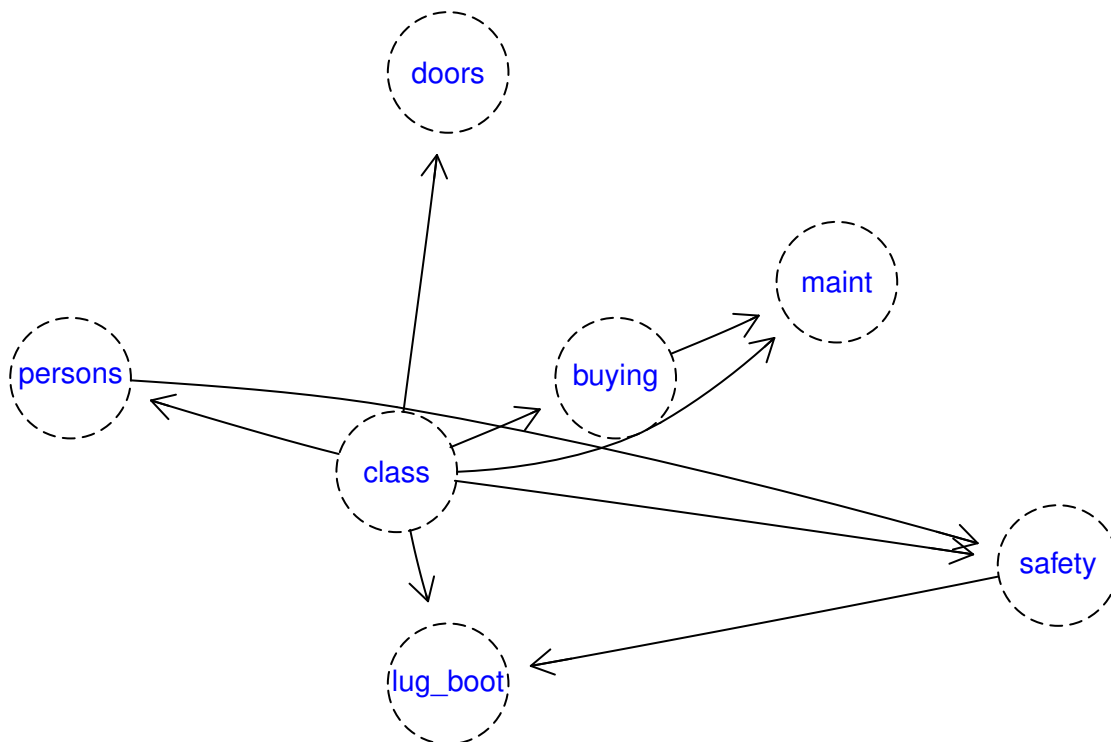 doors
maint
persons
buying
class
safety
lug_boot